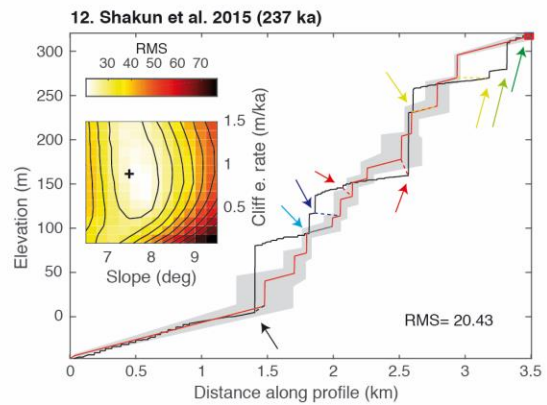 12. Shakun et al. 2015 (237 ka)
RMS
30 40 50 60 70
1.5
1
0.5
Cliff e. rate (m/ka)
7 8 9
Slope (deg)
300
250
200
150
100
50
0
Elevation (m)
RMS= 20.43
0 0.5 1 1.5 2 2.5 3 3.5
Distance along profile (km)